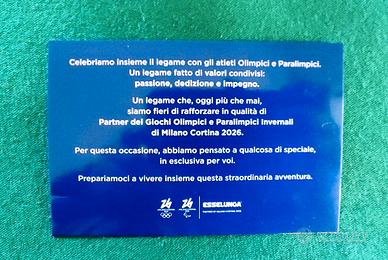 Celebriamo insieme il legame con gli atleti Olimpici e Paralimpici.
Un legame fatto di valori condivisi:
passione, dedizione e impegno.
Un legame che, oggi più che mai,
siamo fieri di rafforzare in qualità di
Partner dei Giochi Olimpici e Paralimpici Invernali
di Milano Cortina 2026.
Per questa occasione, abbiamo pensato a qualcosa di speciale,
in esclusiva per voi.
Prepariamoci a vivere insieme questa straordinaria avventura.
ESSELUNGA